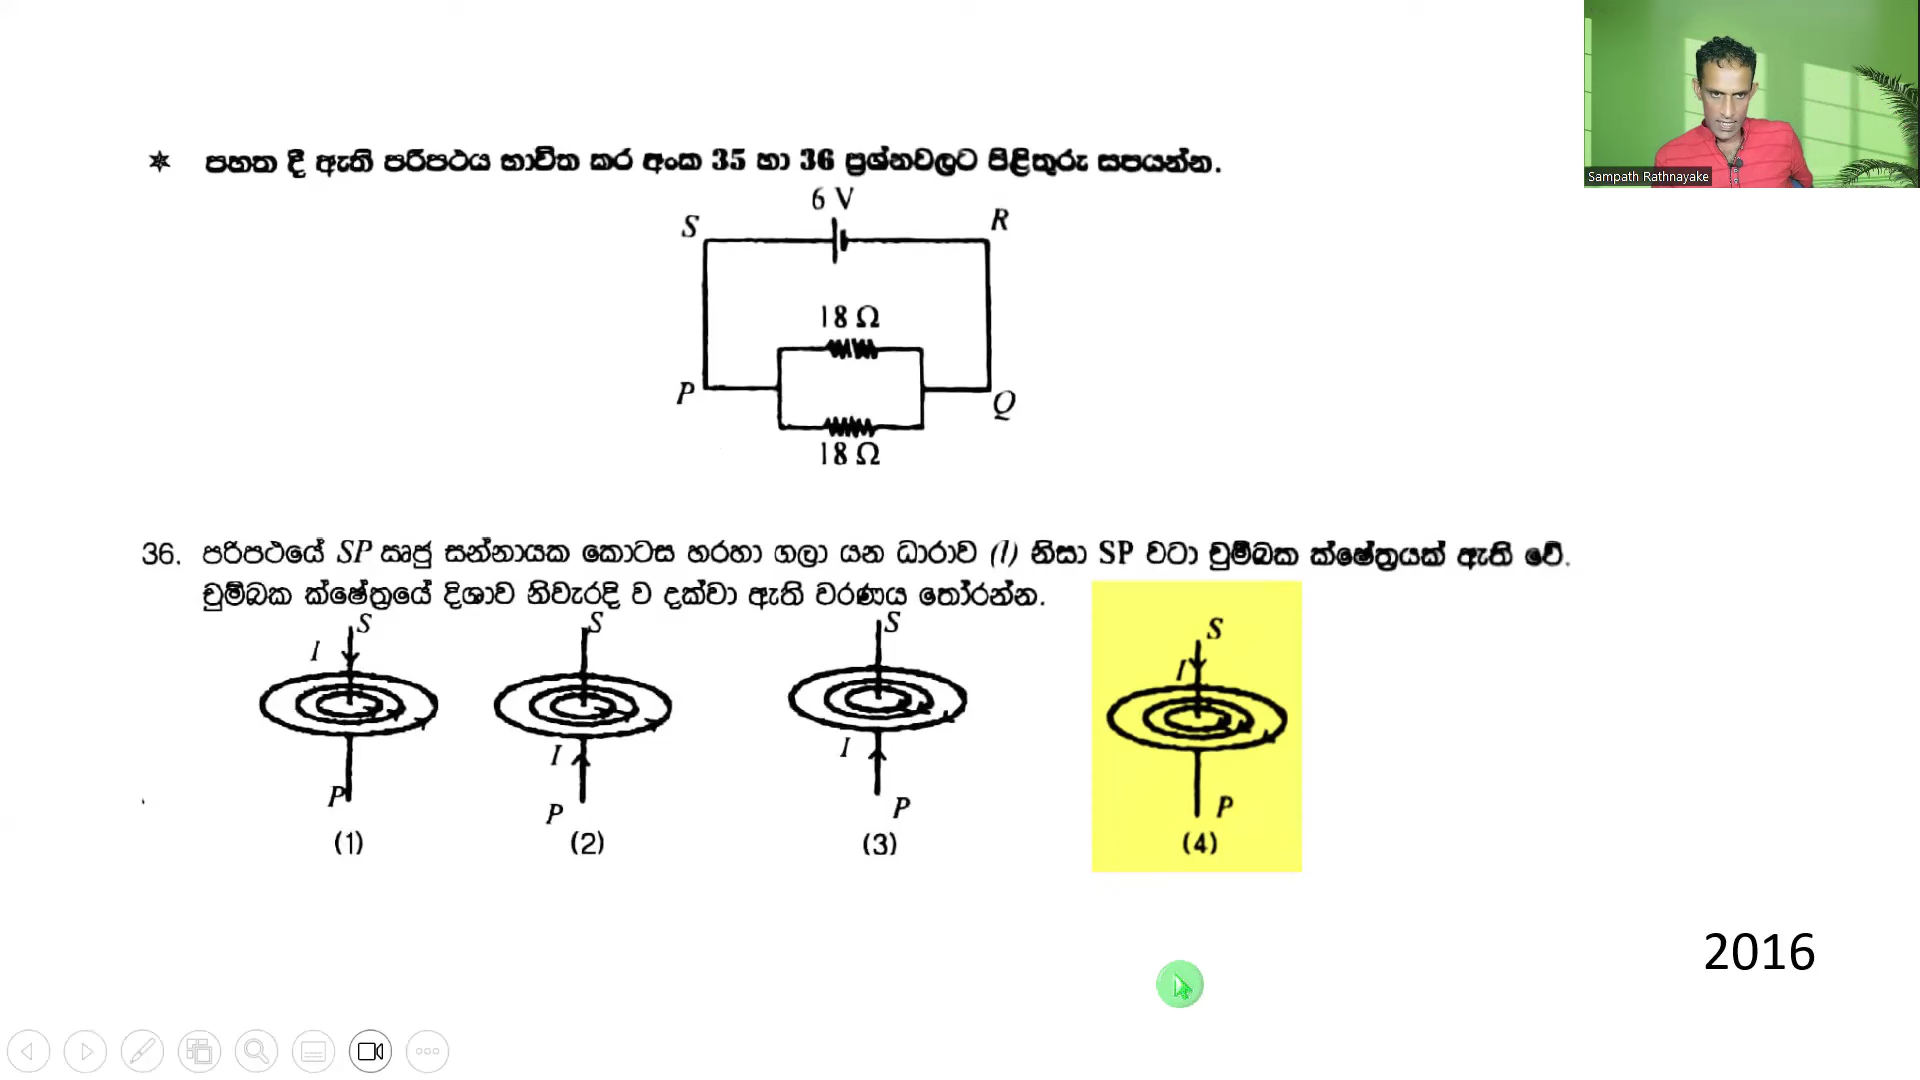 Sampath Rathnayake
✯ පහත දී ඇති පරිපථය භාවිත කර අංක 35 හා 36 ප්‍රශ්නවලට පිළිතුරු සපයන්න.
6 V
S
R
18 Ω
P
Q
18 Ω
36. පරිපථයේ SP සෘජු සන්නායක කොටස හරහා ගලා යන ධාරාව (I) නිසා SP වටා චුම්බක ක්ෂේත්‍රයක් ඇති වේ.
චුම්බක ක්ෂේත්‍රයේ දිශාව නිවැරදි ව දක්වා ඇති වරණය තෝරන්න.
S S S S
I I
I I
P P P P
(1) (2) (3) (4)
2016